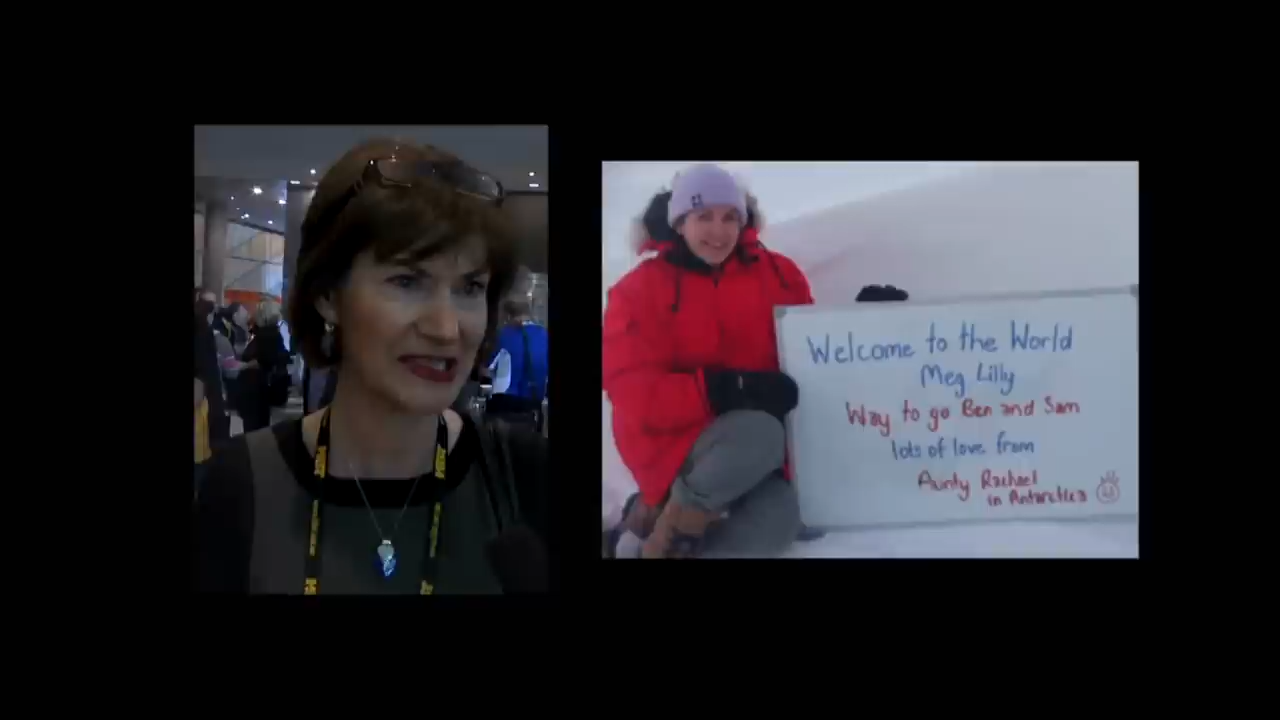 Welcome to the World
Meg Lilly
Way to go Ben and Sam
lots of love from
Aunty Rachael
in Antarctica